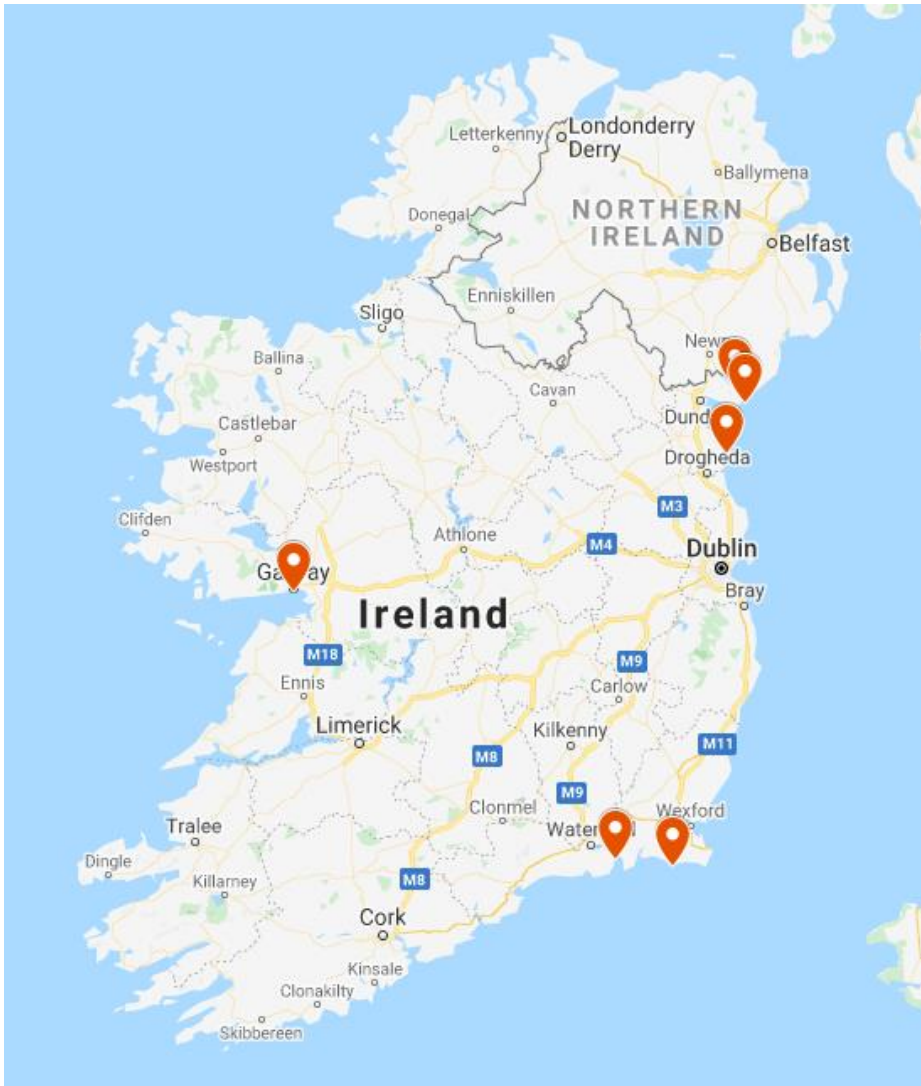 Londonderry
Derry
Letterkenny
Ballymena
Donegal
NORTHERN
IRELAND
Belfast
Enniskillen
Sligo
Ballina
Cavan
Castlebar
Westport
Drogheda
M3
Clifden
Athlone
M4
Dublin
Bray
Ireland
M18
M9
Ennis
Carlow
Limerick
Kilkenny
M11
M8
M9
Clonmel
Wexford
Tralee
Dingle
Killarney
M8
Cork
Kinsale
Clonakilty
Skibbereen